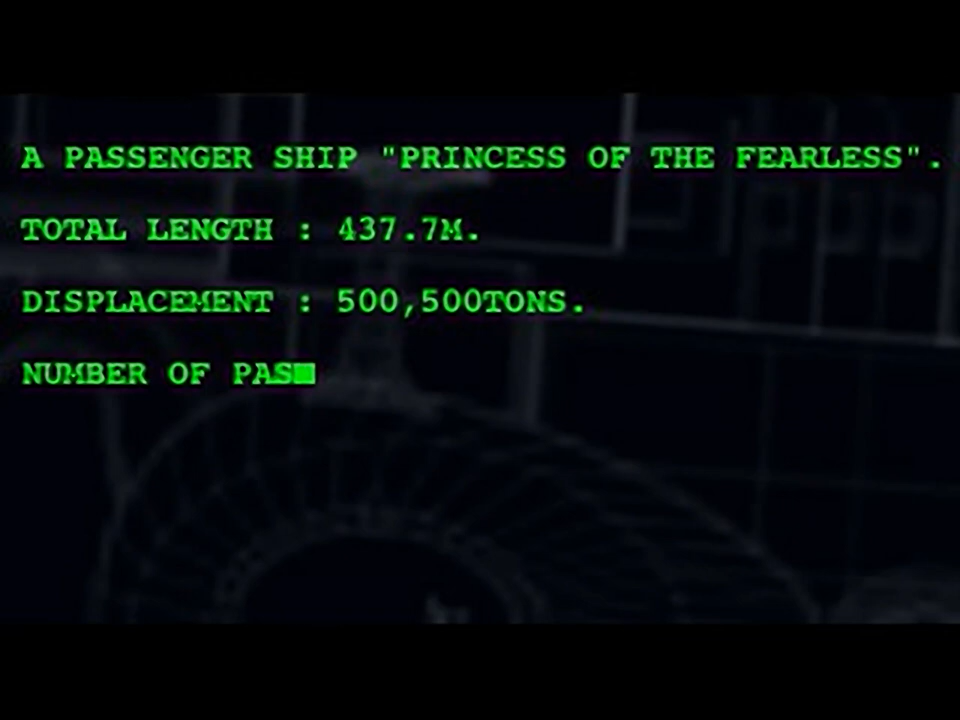 A PASSENGER SHIP "PRINCESS OF THE FEARLESS".
TOTAL LENGTH : 437.7M.
DISPLACEMENT : 500,500TONS.
NUMBER OF PAS